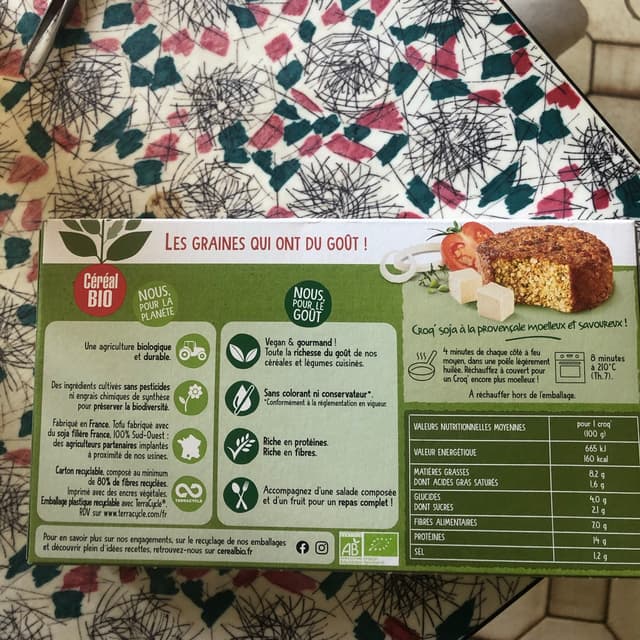 LES GRAINES QUI ONT DU GOÛT !
Céréal
BIO
NOUS,
POUR LA
PLANÈTE
Une agriculture biologique
et durable.
Des ingrédients cultivés sans pesticides
ni engrais chimiques de synthèse
pour préserver la biodiversité.
Fabriqué en France. Tofu fabriqué avec
du soja filière France, 100% Sud-Ouest :
des agriculteurs partenaires implantés
à proximité de nos usines.
Carton recyclable, composé au minimum
de 80% de fibres recyclées.
Imprimé avec des encres végétales.
Emballage plastique recyclable avec TerraCycle®.
RDV sur www.terracycle.com/fr
TERRACYCLE
NOUS,
POUR LE
GOÛT
Vegan & gourmand !
Toute la richesse du goût de nos
céréales et légumes cuisinés.
Sans colorant ni conservateur*.
*Conformément à la réglementation en vigueur.
Riche en protéines.
Riche en fibres.
Accompagnez d'une salade composée
et d'un fruit pour un repas complet !
Pour en savoir plus sur nos engagements, sur le recyclage de nos emballages
et découvrir plein d'idées recettes, retrouvez-nous sur cerealbio.fr
AB
Croq' soja à la provençale moelleux et savoureux !
4 minutes de chaque côté à feu
moyen, dans une poêle légèrement
huilée. Réchauffez à couvert pour
un Croq' encore plus moelleux !
8 minutes
à 210°C
(Th.7).
À réchauffer hors de l'emballage.
VALEURS NUTRITIONNELLES MOYENNES pour 1 croq'
(100 g)
VALEUR ÉNERGÉTIQUE 665 kJ
160 kcal
MATIÈRES GRASSES 8,2 g
DONT ACIDES GRAS SATURÉS 1,6 g
GLUCIDES 4,0 g
DONT SUCRES 2,1 g
FIBRES ALIMENTAIRES 7,0 g
PROTÉINES 14 g
SEL 1,2 g